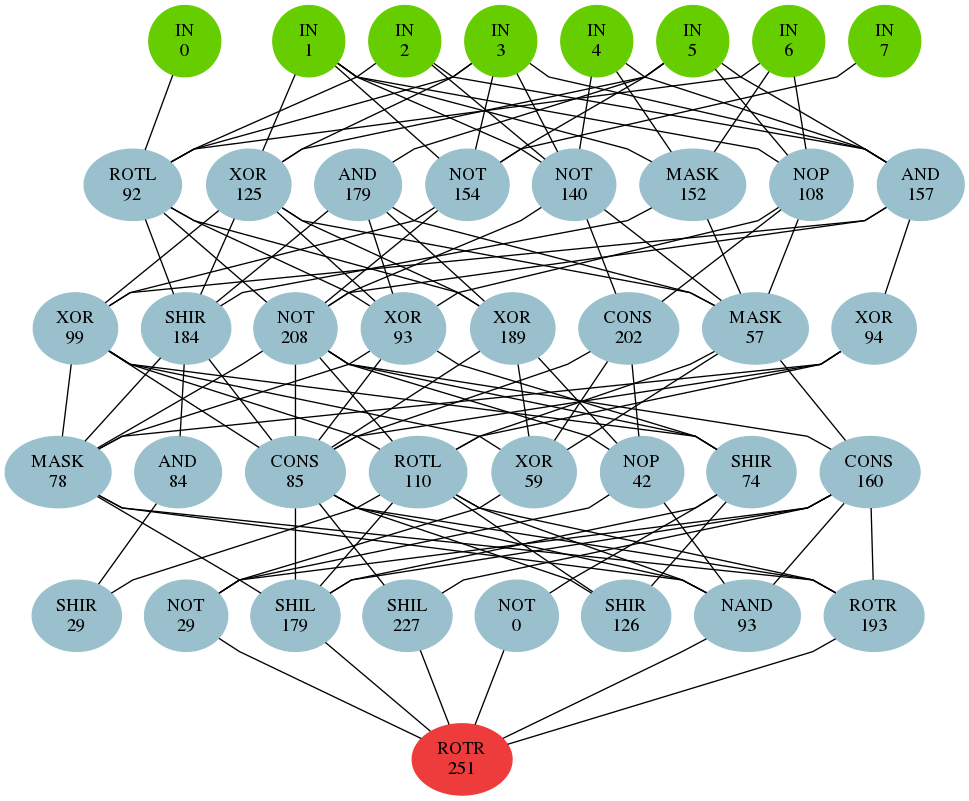 IN
0
IN
1
IN
2
IN
3
IN
4
IN
5
IN
6
IN
7
ROTL
92
XOR
125
AND
179
NOT
154
NOT
140
MASK
152
NOP
108
AND
157
XOR
99
SHIR
184
NOT
208
XOR
93
XOR
189
CONS
202
MASK
57
XOR
94
MASK
78
AND
84
CONS
85
ROTL
110
XOR
59
NOP
42
SHIR
74
CONS
160
SHIR
29
NOT
29
SHIL
179
SHIL
227
NOT
0
SHIR
126
NAND
93
ROTR
193
ROTR
251